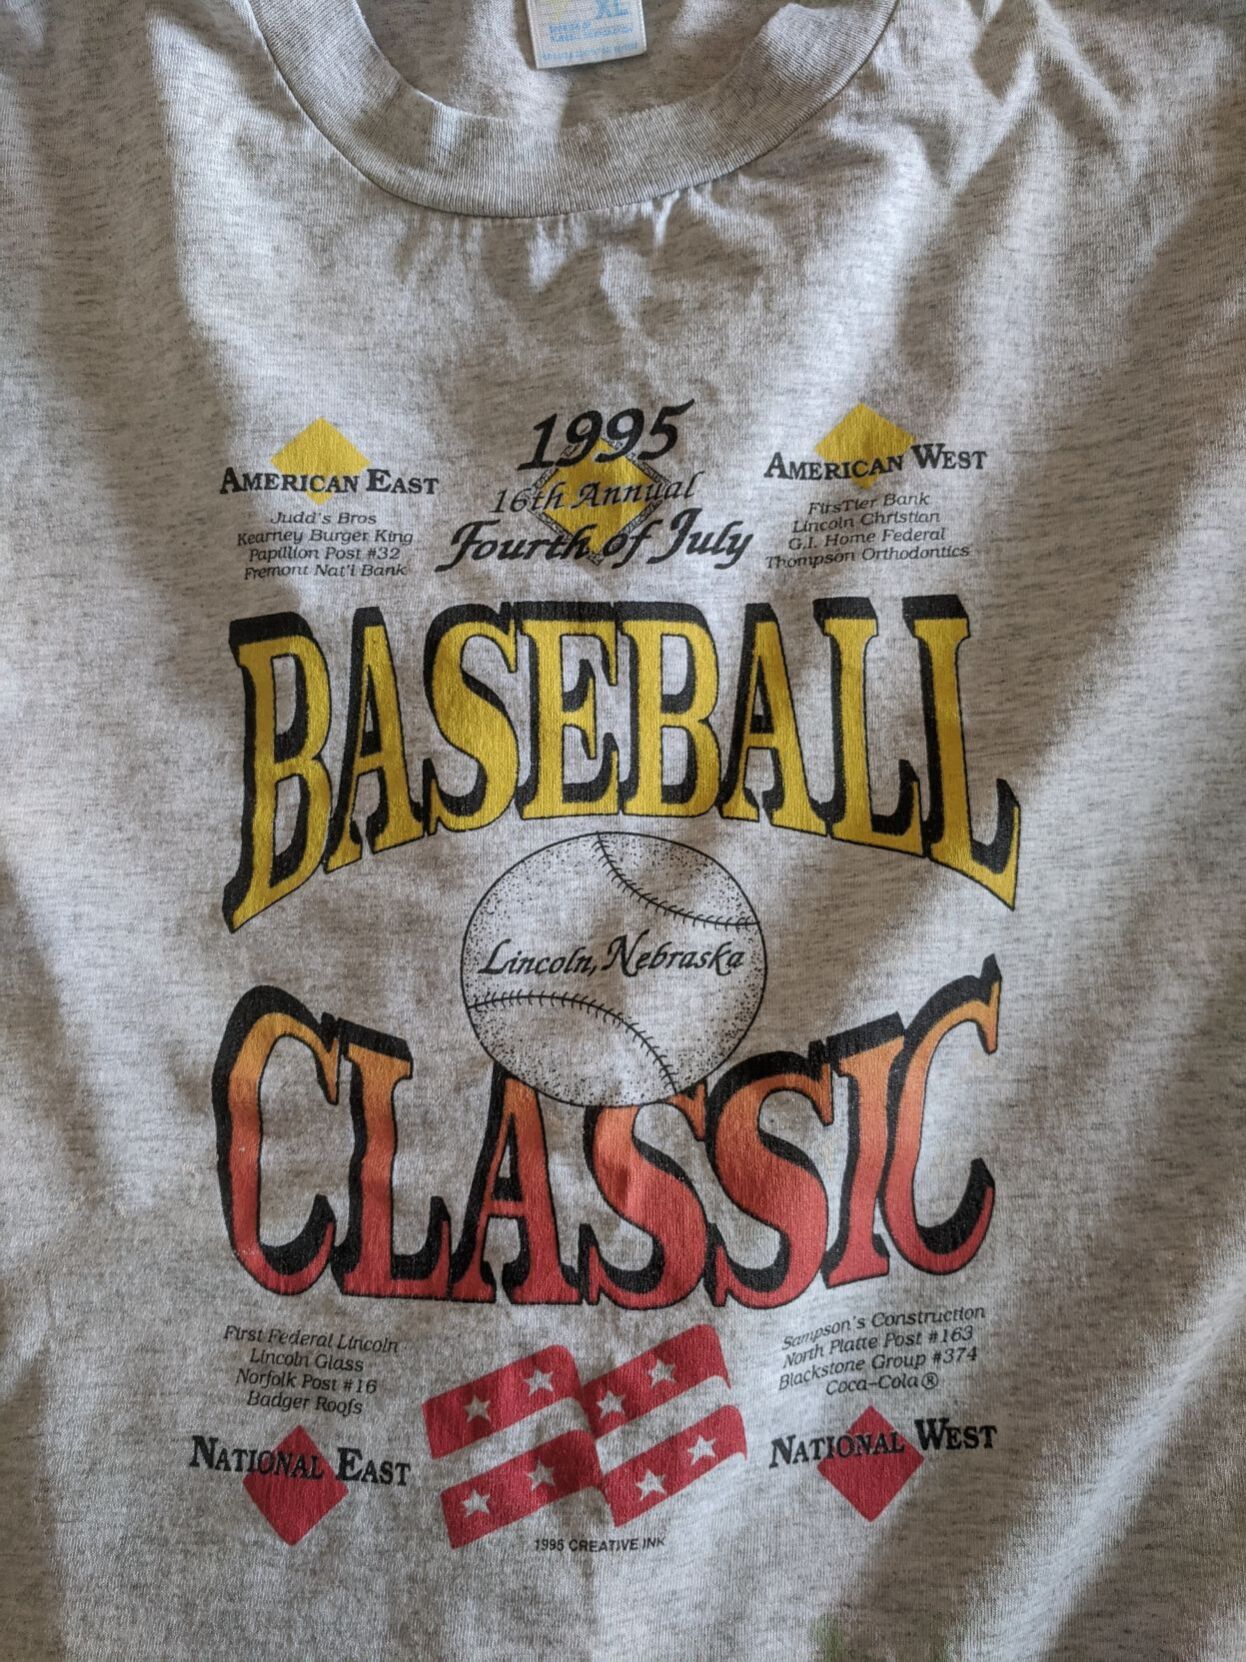 XL
AMERICAN EAST
Judd's Bros
Kearney Burger King
Papillion Post #32
Fremont Nat'l Bank
1995
16th Annual
Fourth of July
AMERICAN WEST
FirsTier Bank
Lincoln Christian
G.I. Home Federal
Thompson Orthodontics
BASEBALL
Lincoln, Nebraska
CLASSIC
First Federal Lincoln
Lincoln Glass
Norfolk Post #16
Badger Roofs
NATIONAL EAST
Sampson's Construction
North Platte Post #163
Blackstone Group #374
Coca-Cola®
NATIONAL WEST
1995 CREATIVE INK